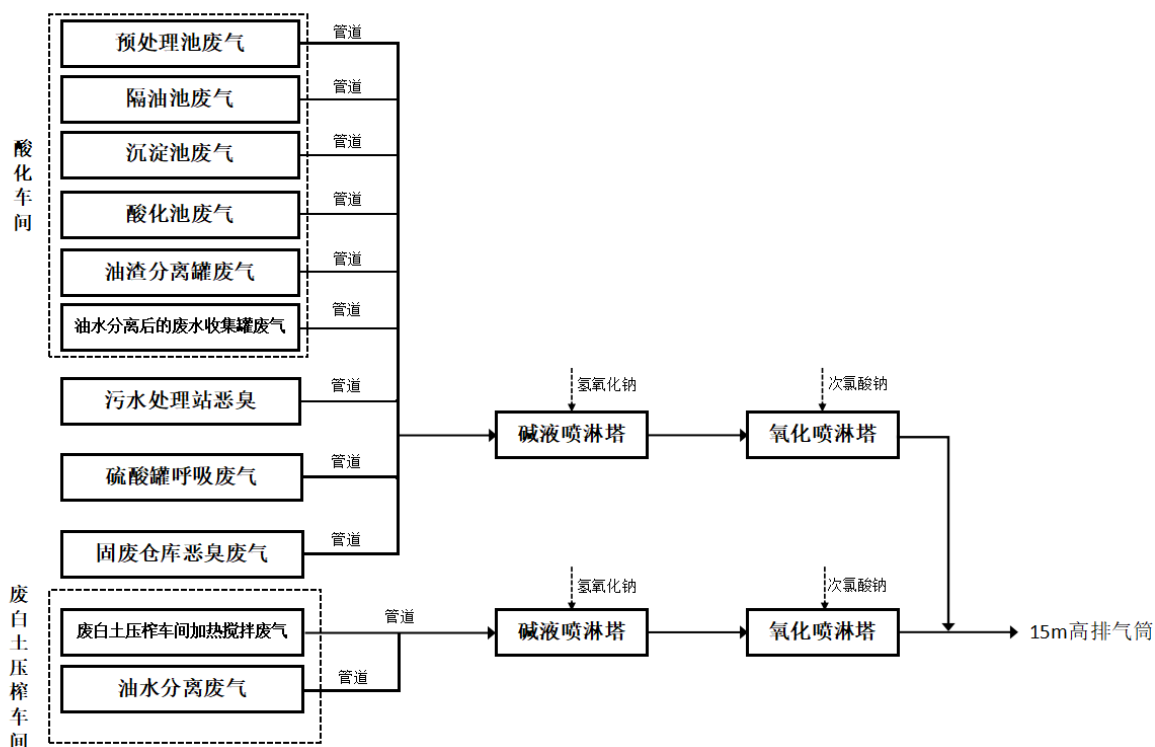 预处理池废气
管道
隔油池废气
管道
沉淀池废气
管道
酸化车间
酸化池废气
管道
油渣分离罐废气
管道
油水分离后的废水收集罐废气
管道
污水处理站恶臭
管道
氢氧化钠
次氯酸钠
碱液喷淋塔
氧化喷淋塔
硫酸罐呼吸废气
管道
固废仓库恶臭废气
管道
废白土压榨车间
氢氧化钠
次氯酸钠
废白土压榨车间加热搅拌废气
管道
碱液喷淋塔
氧化喷淋塔
15m高排气筒
油水分离废气
管道